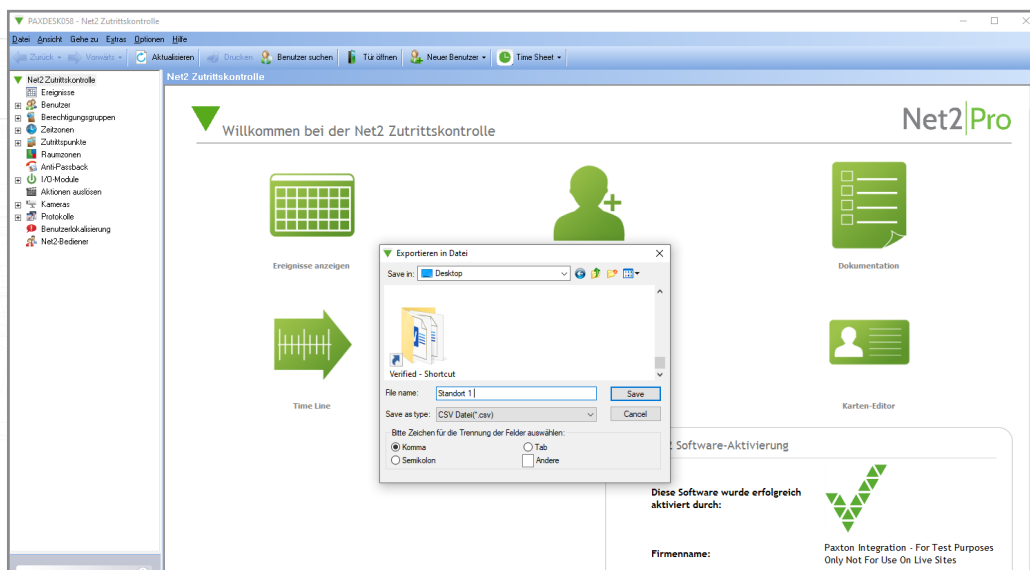 PAXDESK058 - Net2 Zutrittskontrolle
Datei Ansicht Gehe zu Extras Optionen Hilfe
Zurück Vorwärts Aktualisieren Drucken Benutzer suchen Tür öffnen Neuer Benutzer Time Sheet
Net2 Zutrittskontrolle
Ereignisse
Benutzer
Berechtigungsgruppen
Zeitzonen
Zutrittspunkte
Raumzonen
Anti-Passback
I/O-Module
Aktionen auslösen
Kameras
Protokolle
Benutzerlokalisierung
Net2-Bediener
Net2 Zutrittskontrolle
Willkommen bei der Net2 Zutrittskontrolle
Net2 Pro
Ereignisse anzeigen
Dokumentation
Time Line
Karten-Editor
Exportieren in Datei
Save in: Desktop
Verified - Shortcut
File name: Standort 1 Save
Save as type: CSV Datei(*.csv) Cancel
Bitte Zeichen für die Trennung der Felder auswählen:
Komma Tab
Semikolon Andere
Software-Aktivierung
Diese Software wurde erfolgreich
aktiviert durch:
Firmenname:
Paxton Integration - For Test Purposes
Only Not For Use On Live Sites